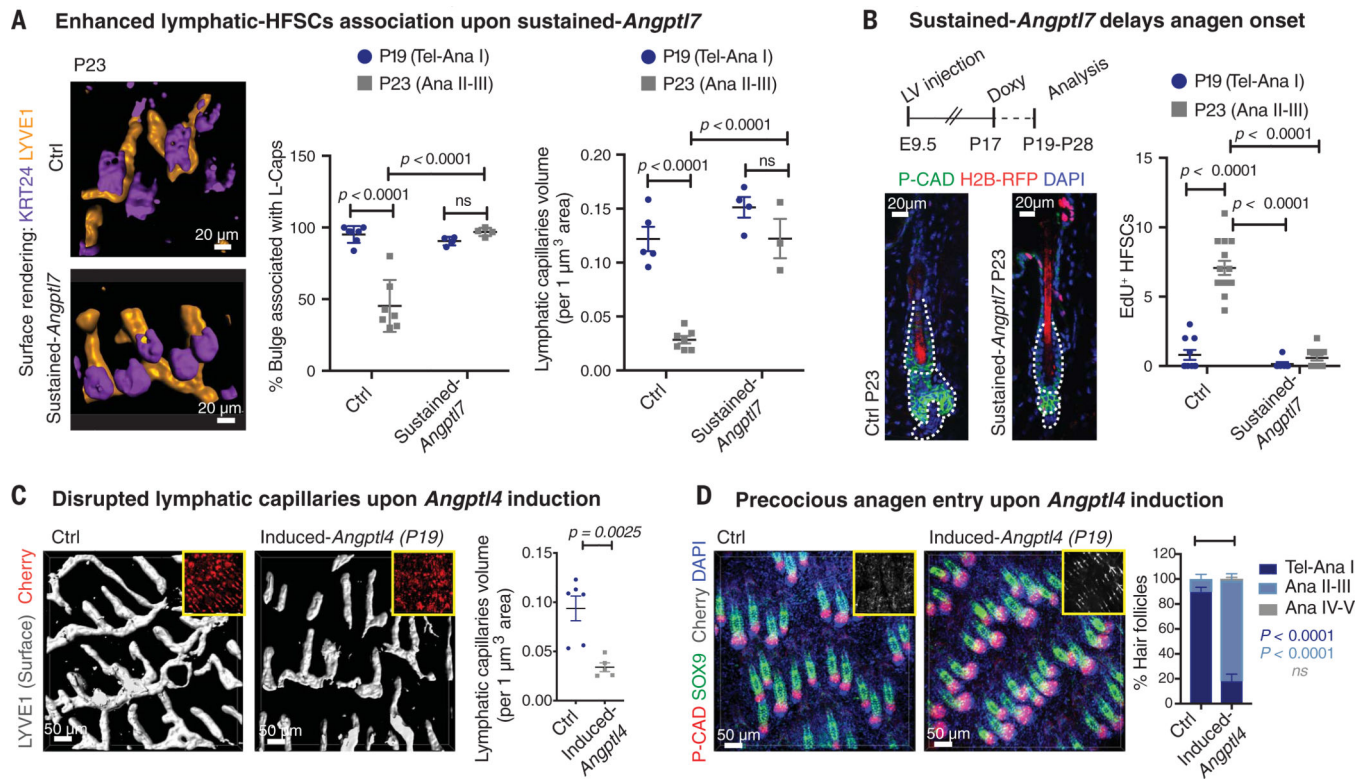 A Enhanced lymphatic-HFSCs association upon sustained-Angptl7
P23
Surface rendering: KRT24 LYVE1
Ctrl
20 µm
Sustained-Angptl7
20 µm
P19 (Tel-Ana I)
P23 (Ana II-III)
% Bulge associated with L-Caps
150
100
50
0
p < 0.0001
p < 0.0001
ns
Ctrl
Sustained-
Angptl7
P19 (Tel-Ana I)
P23 (Ana II-III)
Lymphatic capillaries volume
(per 1 µm³ area)
0.20
0.15
0.10
0.05
0.00
p < 0.0001
p < 0.0001
ns
Ctrl
Sustained-
Angptl7
B Sustained-Angptl7 delays anagen onset
LV injection
Doxy
Analysis
E9.5
P17
P19-P28
P-CAD H2B-RFP DAPI
20µm
Ctrl P23
20µm
Sustained-Angptl7 P23
P19 (Tel-Ana I)
P23 (Ana II-III)
EdU+ HFSCs
15
10
5
0
p < 0.0001
p < 0.0001
p < 0.0001
Ctrl
Sustained-
Angptl7
C Disrupted lymphatic capillaries upon Angptl4 induction
LYVE1 (Surface) Cherry
Ctrl
50 µm
Induced-Angptl4 (P19)
50 µm
Lymphatic capillaries volume
(per 1 µm³ area)
0.15
0.10
0.05
0.00
p = 0.0025
Ctrl
Induced-
Angptl4
D Precocious anagen entry upon Angptl4 induction
P-CAD SOX9 Cherry DAPI
Ctrl
50 µm
Induced-Angptl4 (P19)
50 µm
% Hair follicles
120
100
80
60
40
20
0
Ctrl
Induced-
Angptl4
Tel-Ana I
Ana II-III
Ana IV-V
P < 0.0001
P < 0.0001
ns